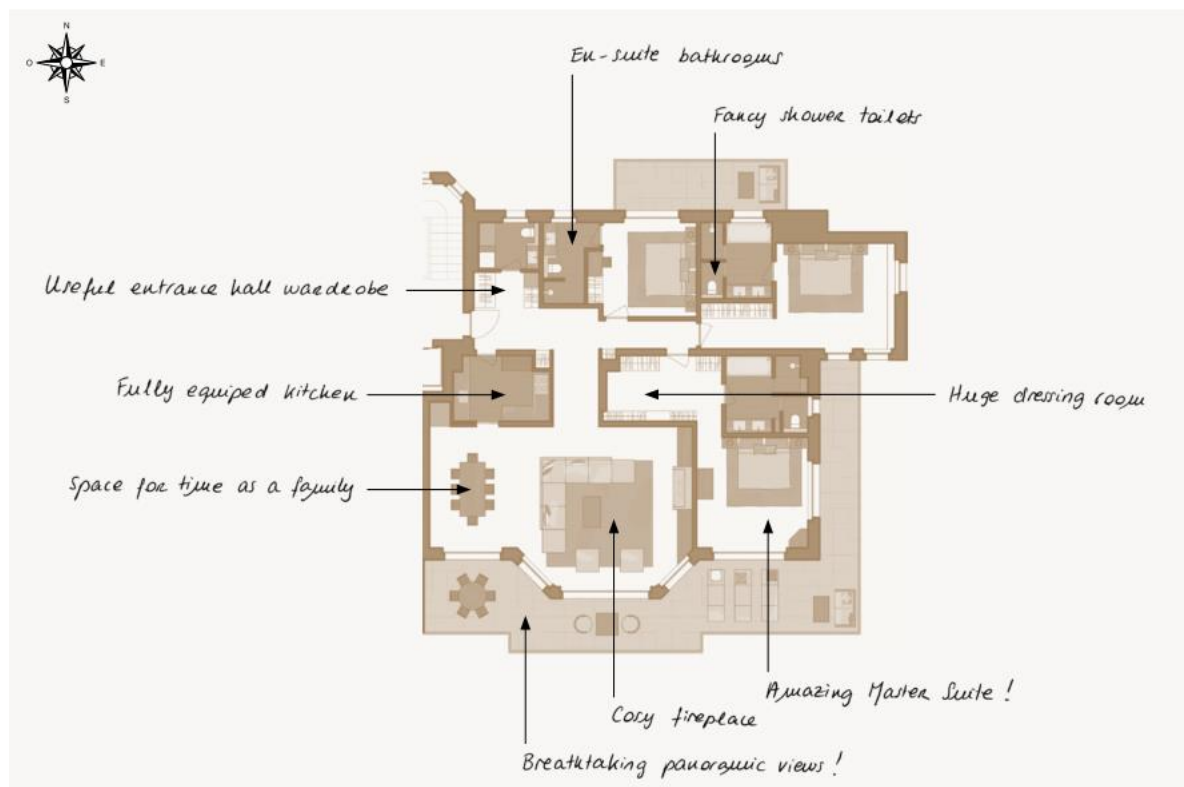 N
O E
S
En-suite bathrooms
Fancy shower toilets
Useful entrance hall wardrobe
Fully equiped kitchen
Huge dressing room
Space for time as a family
Amazing Master Suite !
Cosy fireplace
Breathtaking panoramic views !